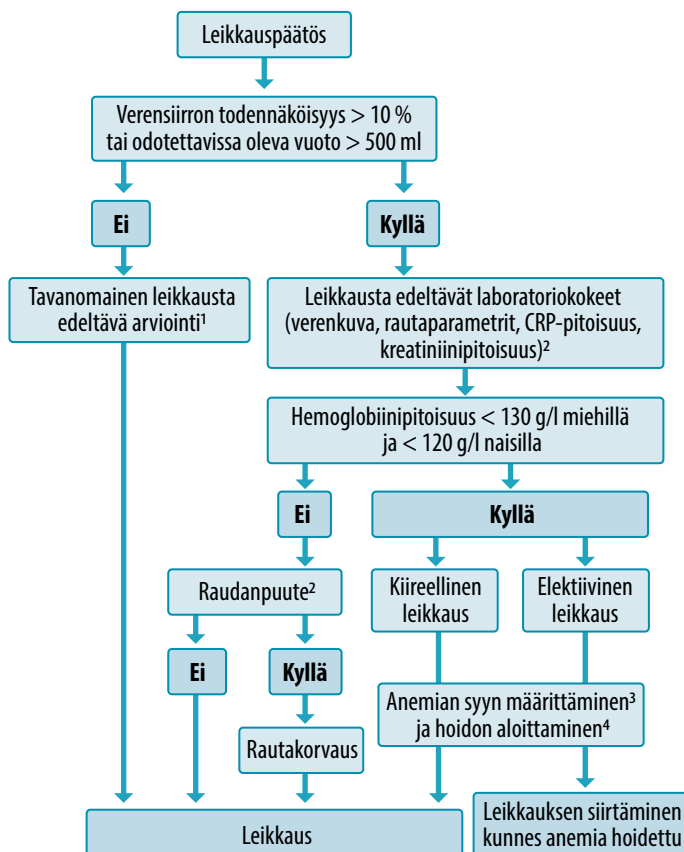 Leikkauspäätös
Verensiirron todennäköisyys > 10 %
tai odotettavissa oleva vuoto > 500 ml
Ei
Kyllä
Tavanomainen leikkausta
edeltävä arviointi¹
Leikkausta edeltävät laboratoriokokeet
(verenkuva, rautaparametrit, CRP-pitoisuus,
kreatiniinipitoisuus)²
Hemoglobiinipitoisuus < 130 g/l miehillä
ja < 120 g/l naisilla
Ei
Kyllä
Raudanpuute²
Kiireellinen
leikkaus
Elektiivinen
leikkaus
Ei
Kyllä
Anemian syyn määrittäminen³
ja hoidon aloittaminen⁴
Rautakorvaus
Leikkaus
Leikkauksen siirtäminen
kunnes anemia hoidettu